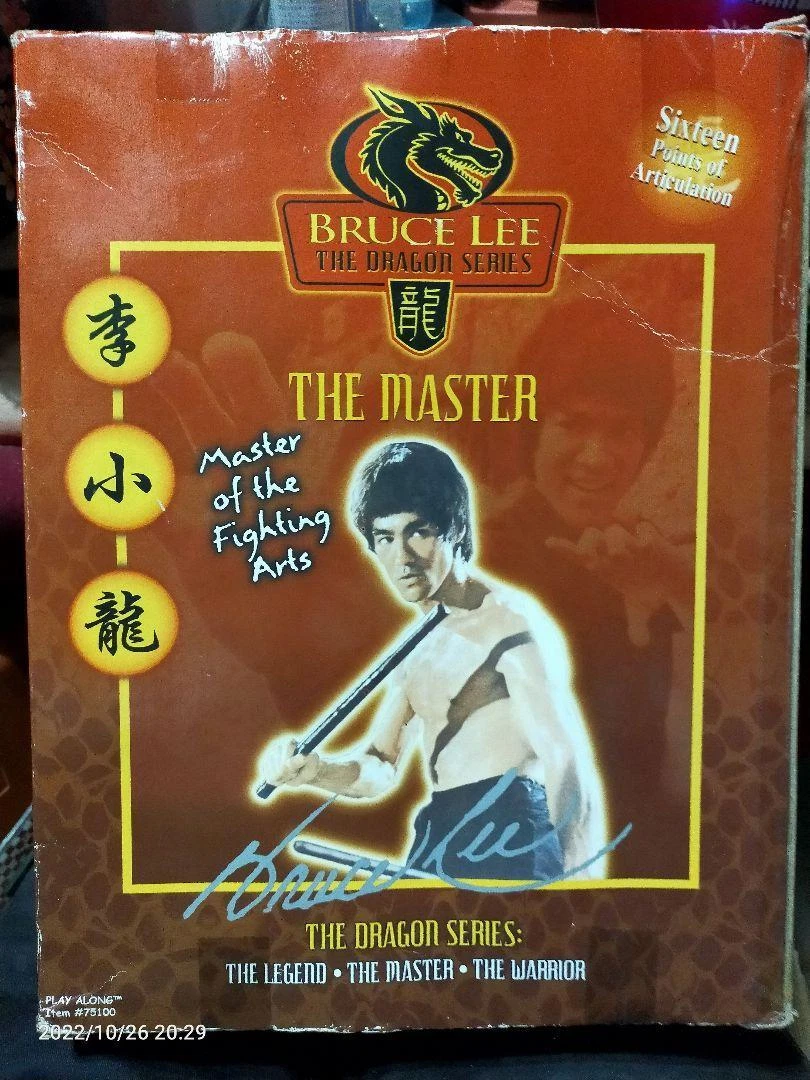 Sixteen
Points of
Articulation
BRUCE LEE
THE DRAGON SERIES
龍
李
小
龍
THE MASTER
Master
of the
Fighting
Arts
Bruce Lee
THE DRAGON SERIES:
THE LEGEND • THE MASTER • THE WARRIOR
PLAY ALONG™
Item #75100
2022/10/26 20:29